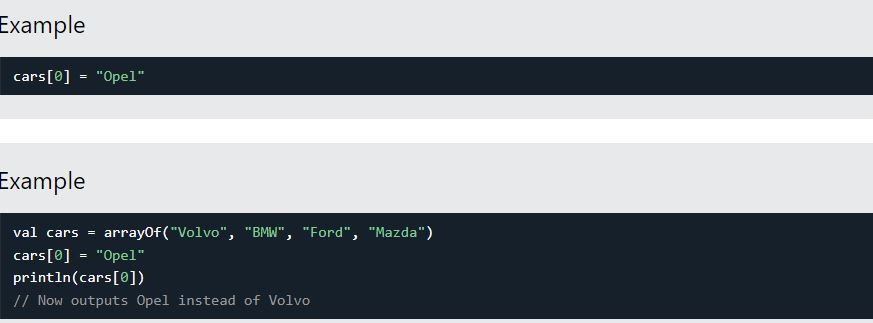 Example
cars[0] = "Opel"
Example
val cars = arrayOf("Volvo", "BMW", "Ford", "Mazda")
cars[0] = "Opel"
println(cars[0])
// Now outputs Opel instead of Volvo